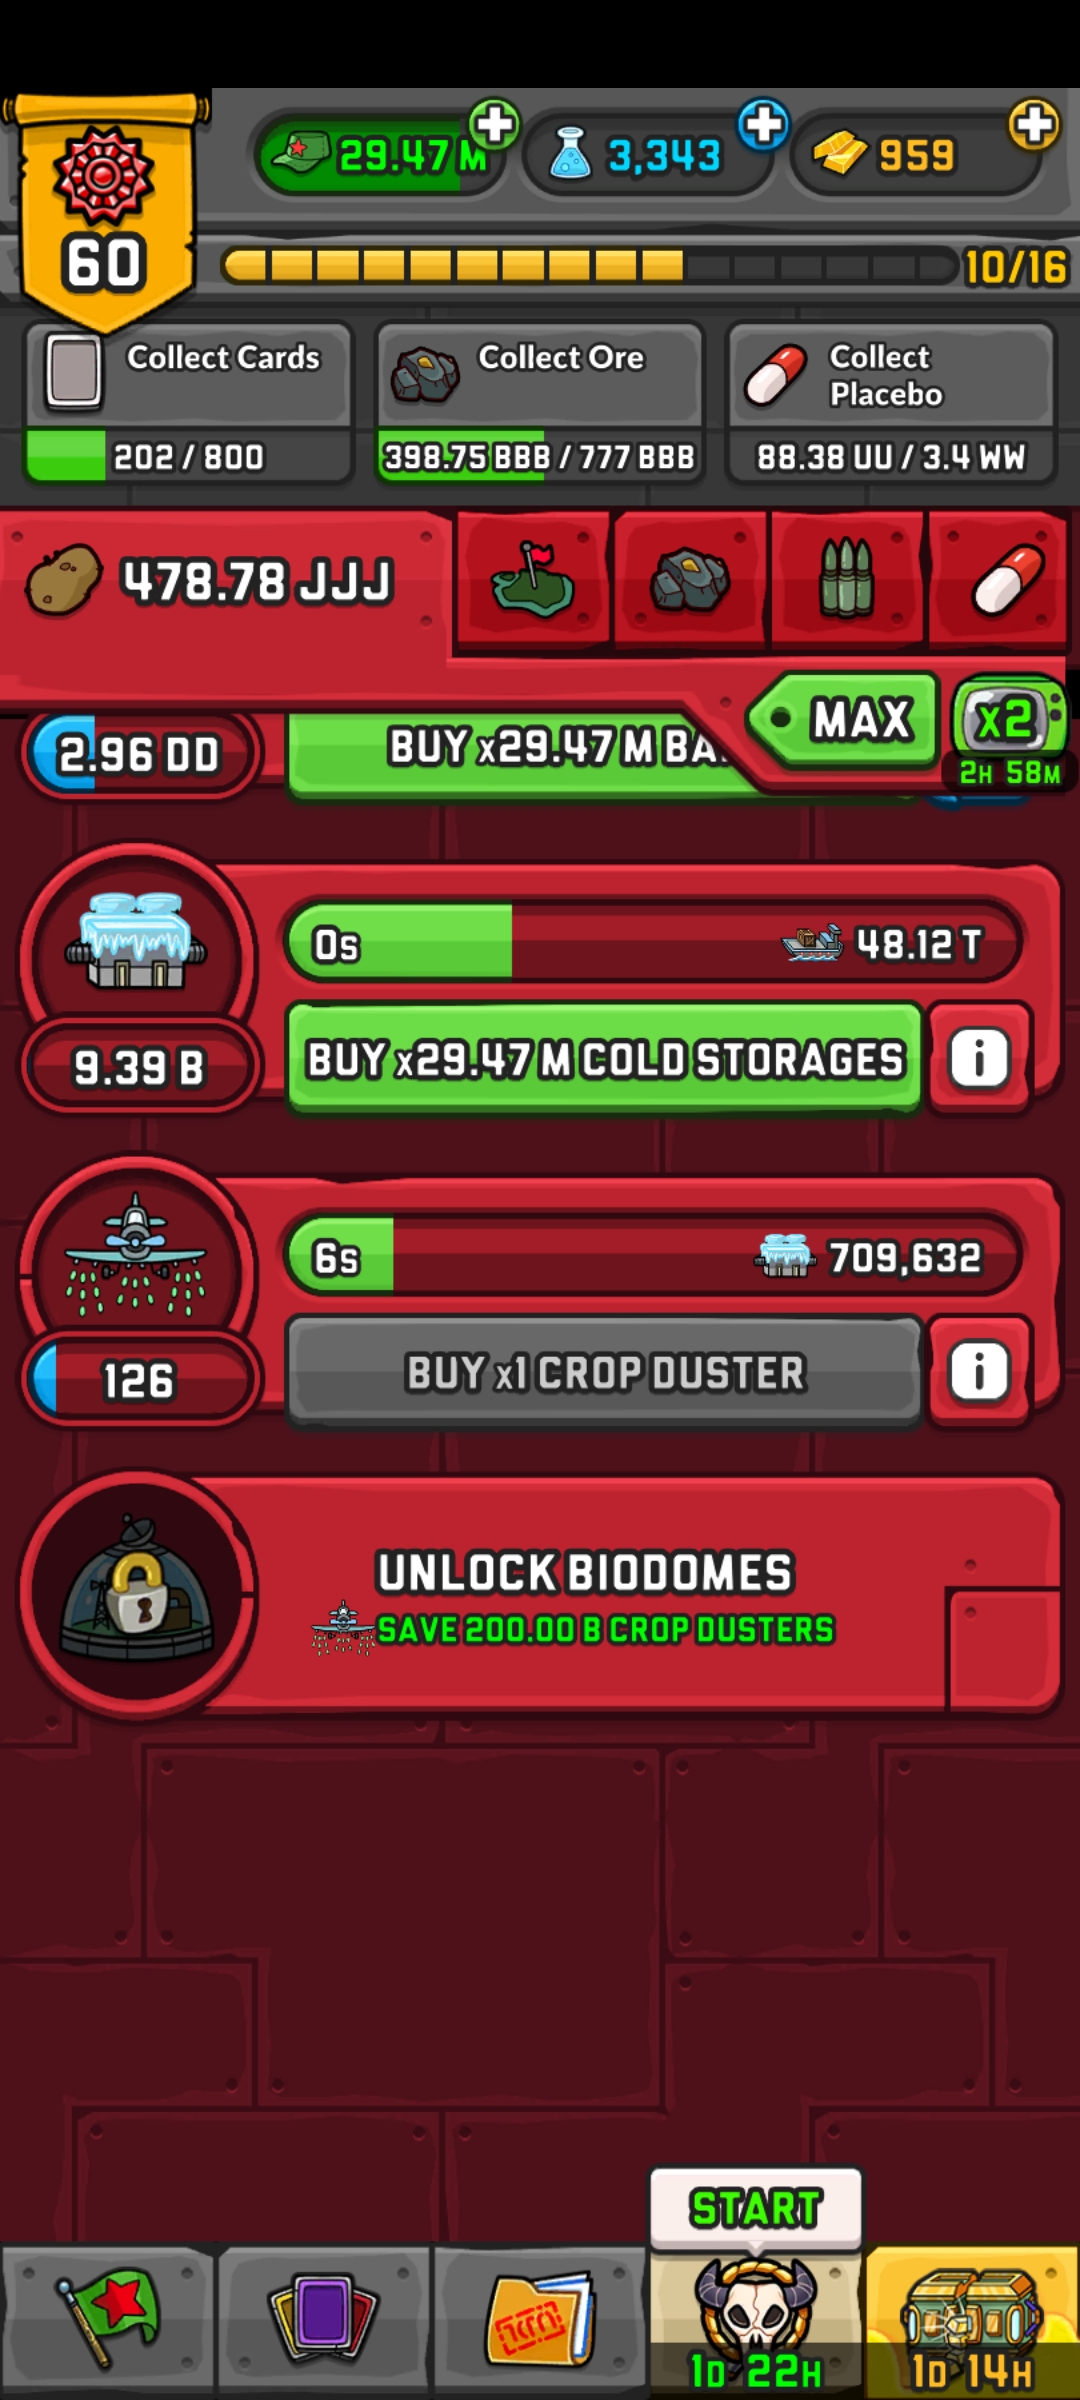 29.47 M
3,343
959
60
10/16
Collect Cards
202 / 800
Collect Ore
398.75 BBB / 777 BBB
Collect
Placebo
88.38 UU / 3.4 WW
478.78 JJJ
MAX
x2
2H 58M
2.96 DD
BUY x29.47 M BA
0s
48.12 T
9.39 B
BUY x29.47 M COLD STORAGES
i
6s
709,632
126
BUY x1 CROP DUSTER
i
UNLOCK BIODOMES
SAVE 200.00 B CROP DUSTERS
START
1D 22H
1D 14H